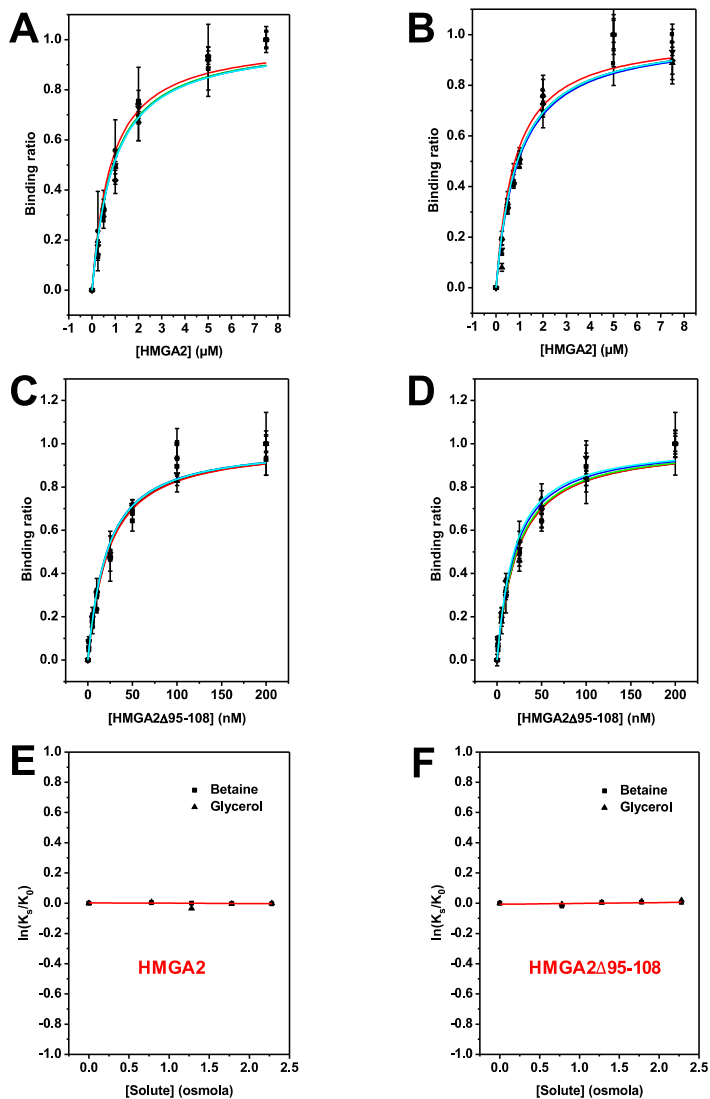 A
B
Binding ratio
1.0
0.8
0.6
0.4
0.2
0.0
-1 0 1 2 3 4 5 6 7 8
[HMGA2] (µM)
Binding ratio
1.0
0.8
0.6
0.4
0.2
0.0
-1 0 1 2 3 4 5 6 7 8
[HMGA2] (µM)
C
D
Binding ratio
1.2
1.0
0.8
0.6
0.4
0.2
0.0
0 50 100 150 200
[HMGA2Δ95-108] (nM)
Binding ratio
1.2
1.0
0.8
0.6
0.4
0.2
0.0
0 50 100 150 200
[HMGA2Δ95-108] (nM)
E
F
ln(Ks/K0)
1.0
0.8
0.6
0.4
0.2
0.0
-0.2
-0.4
-0.6
-0.8
-1.0
Betaine
Glycerol
HMGA2
0.0 0.5 1.0 1.5 2.0 2.5
[Solute] (osmola)
ln(Ks/K0)
1.0
0.8
0.6
0.4
0.2
0.0
-0.2
-0.4
-0.6
-0.8
-1.0
Betaine
Glycerol
HMGA2Δ95-108
0.0 0.5 1.0 1.5 2.0 2.5
[Solute] (osmola)